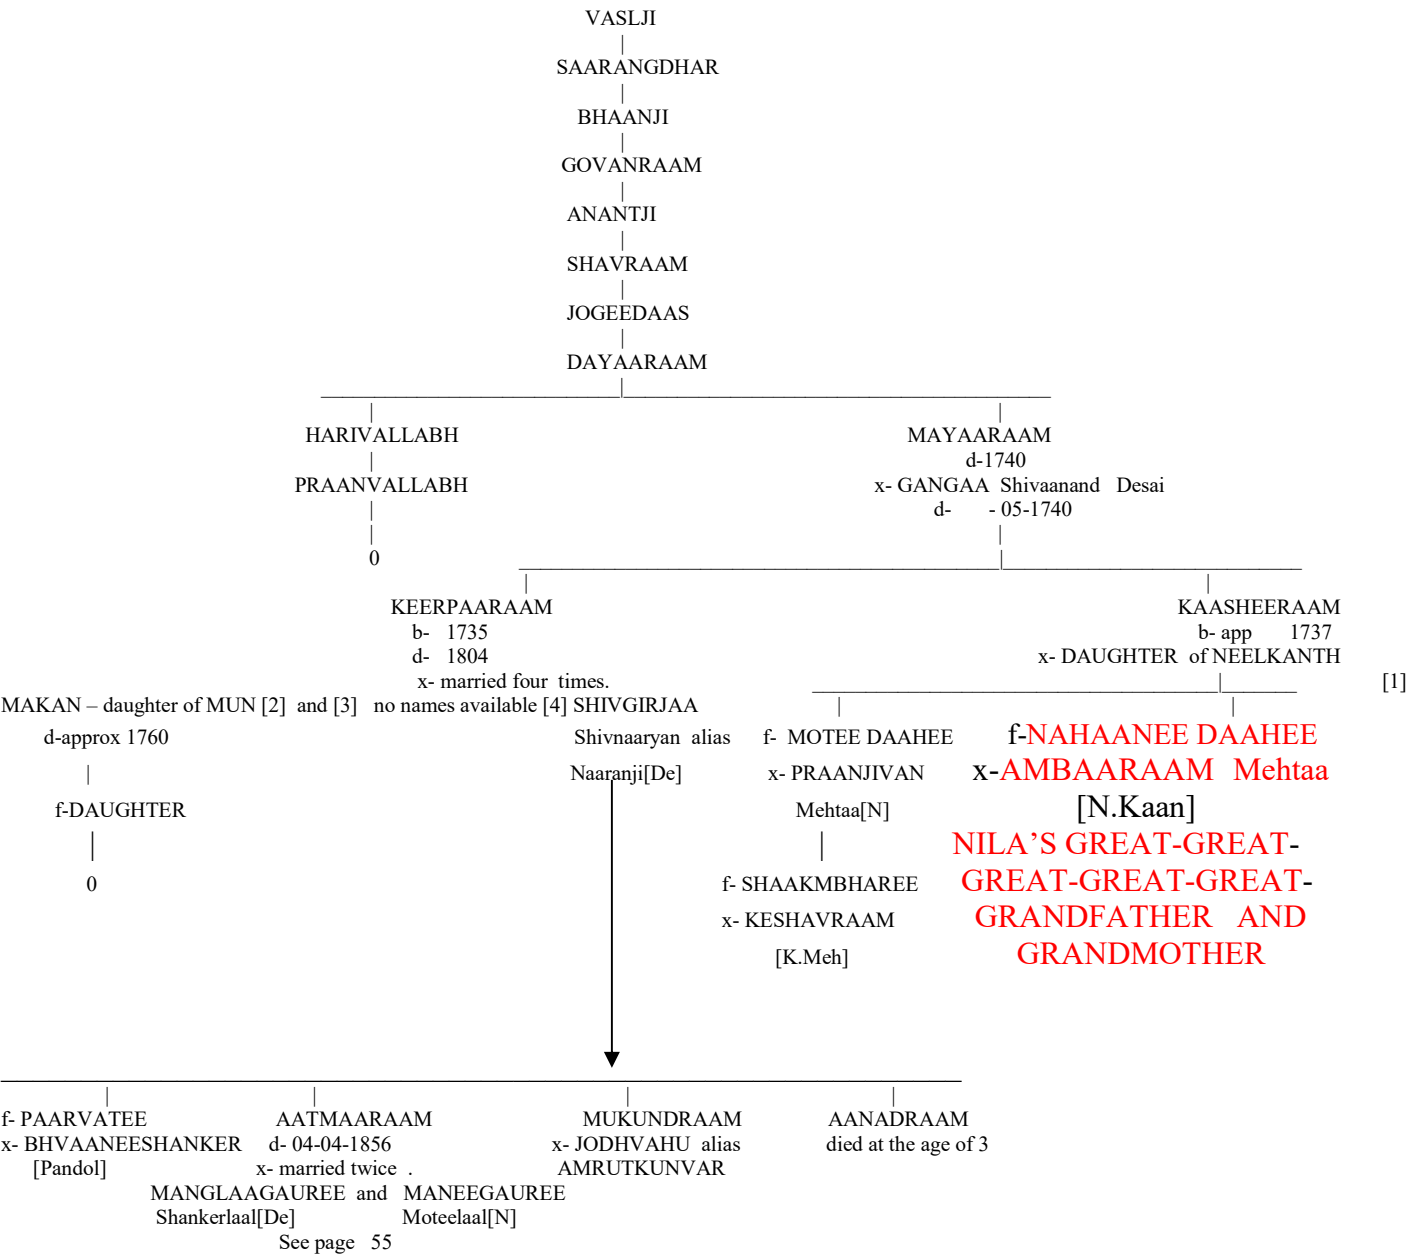 VASLJI
SAARANGDHAR
BHAANJI
GOVANRAAM
ANANTJI
SHAVRAAM
JOGEEDAAS
DAYAARAAM
HARIVALLABH MAYAARAAM
d-1740
PRAANVALLABH x- GANGAA Shivaanand Desai
d- - 05-1740
0
KEERPAARAAM KAASHEERAAM
b- 1735 b- app 1737
d- 1804 x- DAUGHTER of NEELKANTH
x- married four times. [1]
MAKAN – daughter of MUN [2] and [3] no names available [4] SHIVGIRJAA
d-approx 1760 Shivnaaryan alias f- MOTEE DAAHEE f-NAHAANEE DAAHEE
Naaranji[De] x- PRAANJIVAN x-AMBAARAAM Mehtaa
f-DAUGHTER Mehtaa[N] [N.Kaan]
NILA’S GREAT-GREAT-
0 f- SHAAKMBHAREE GREAT-GREAT-GREAT-
x- KESHAVRAAM GRANDFATHER AND
[K.Meh] GRANDMOTHER
f- PAARVATEE AATMAARAAM MUKUNDRAAM AANADRAAM
x- BHVAANEESHANKER d- 04-04-1856 x- JODHVAHU alias died at the age of 3
[Pandol] x- married twice . AMRUTKUNVAR
MANGLAAGAUREE and MANEEGAUREE
Shankerlaal[De] Moteelaal[N]
See page 55